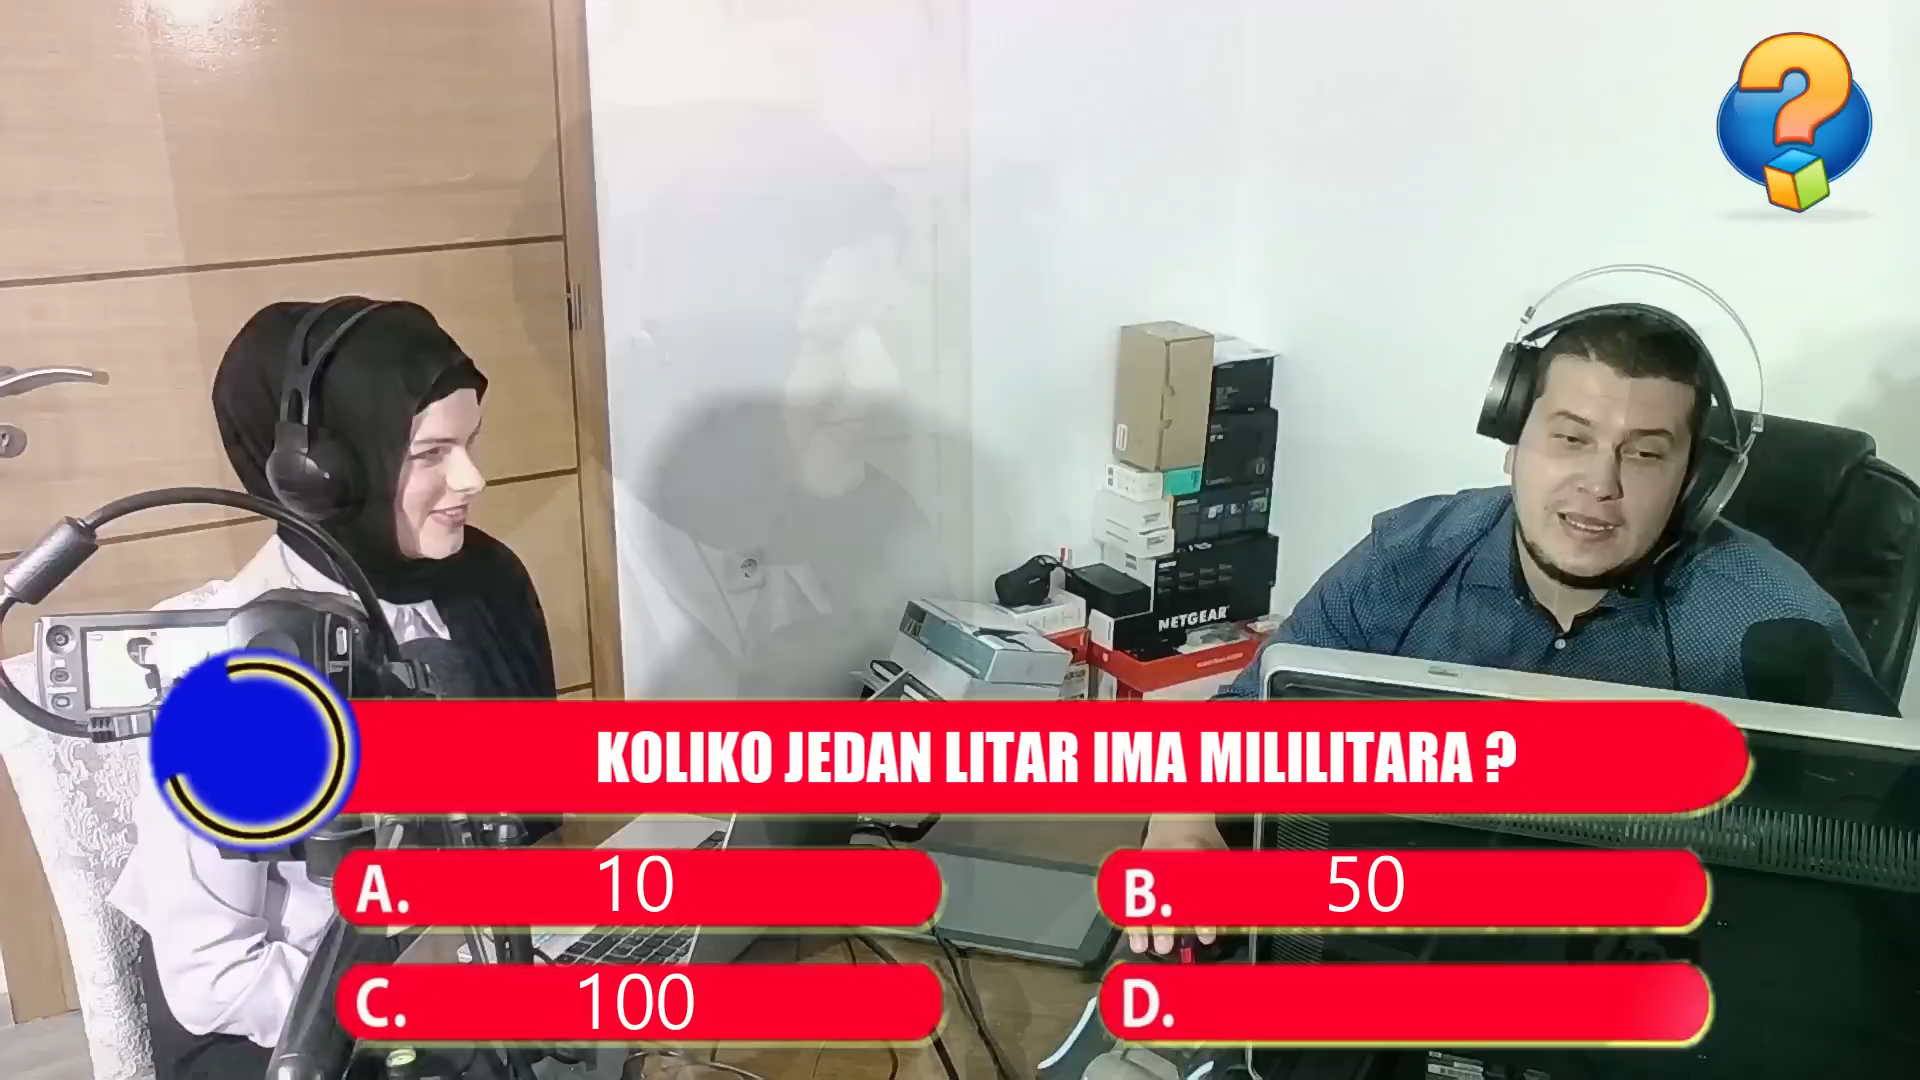 KOLIKO JEDAN LITAR IMA MILILITARA ?
A. 10
B. 50
C. 100
D.
NETGEAR